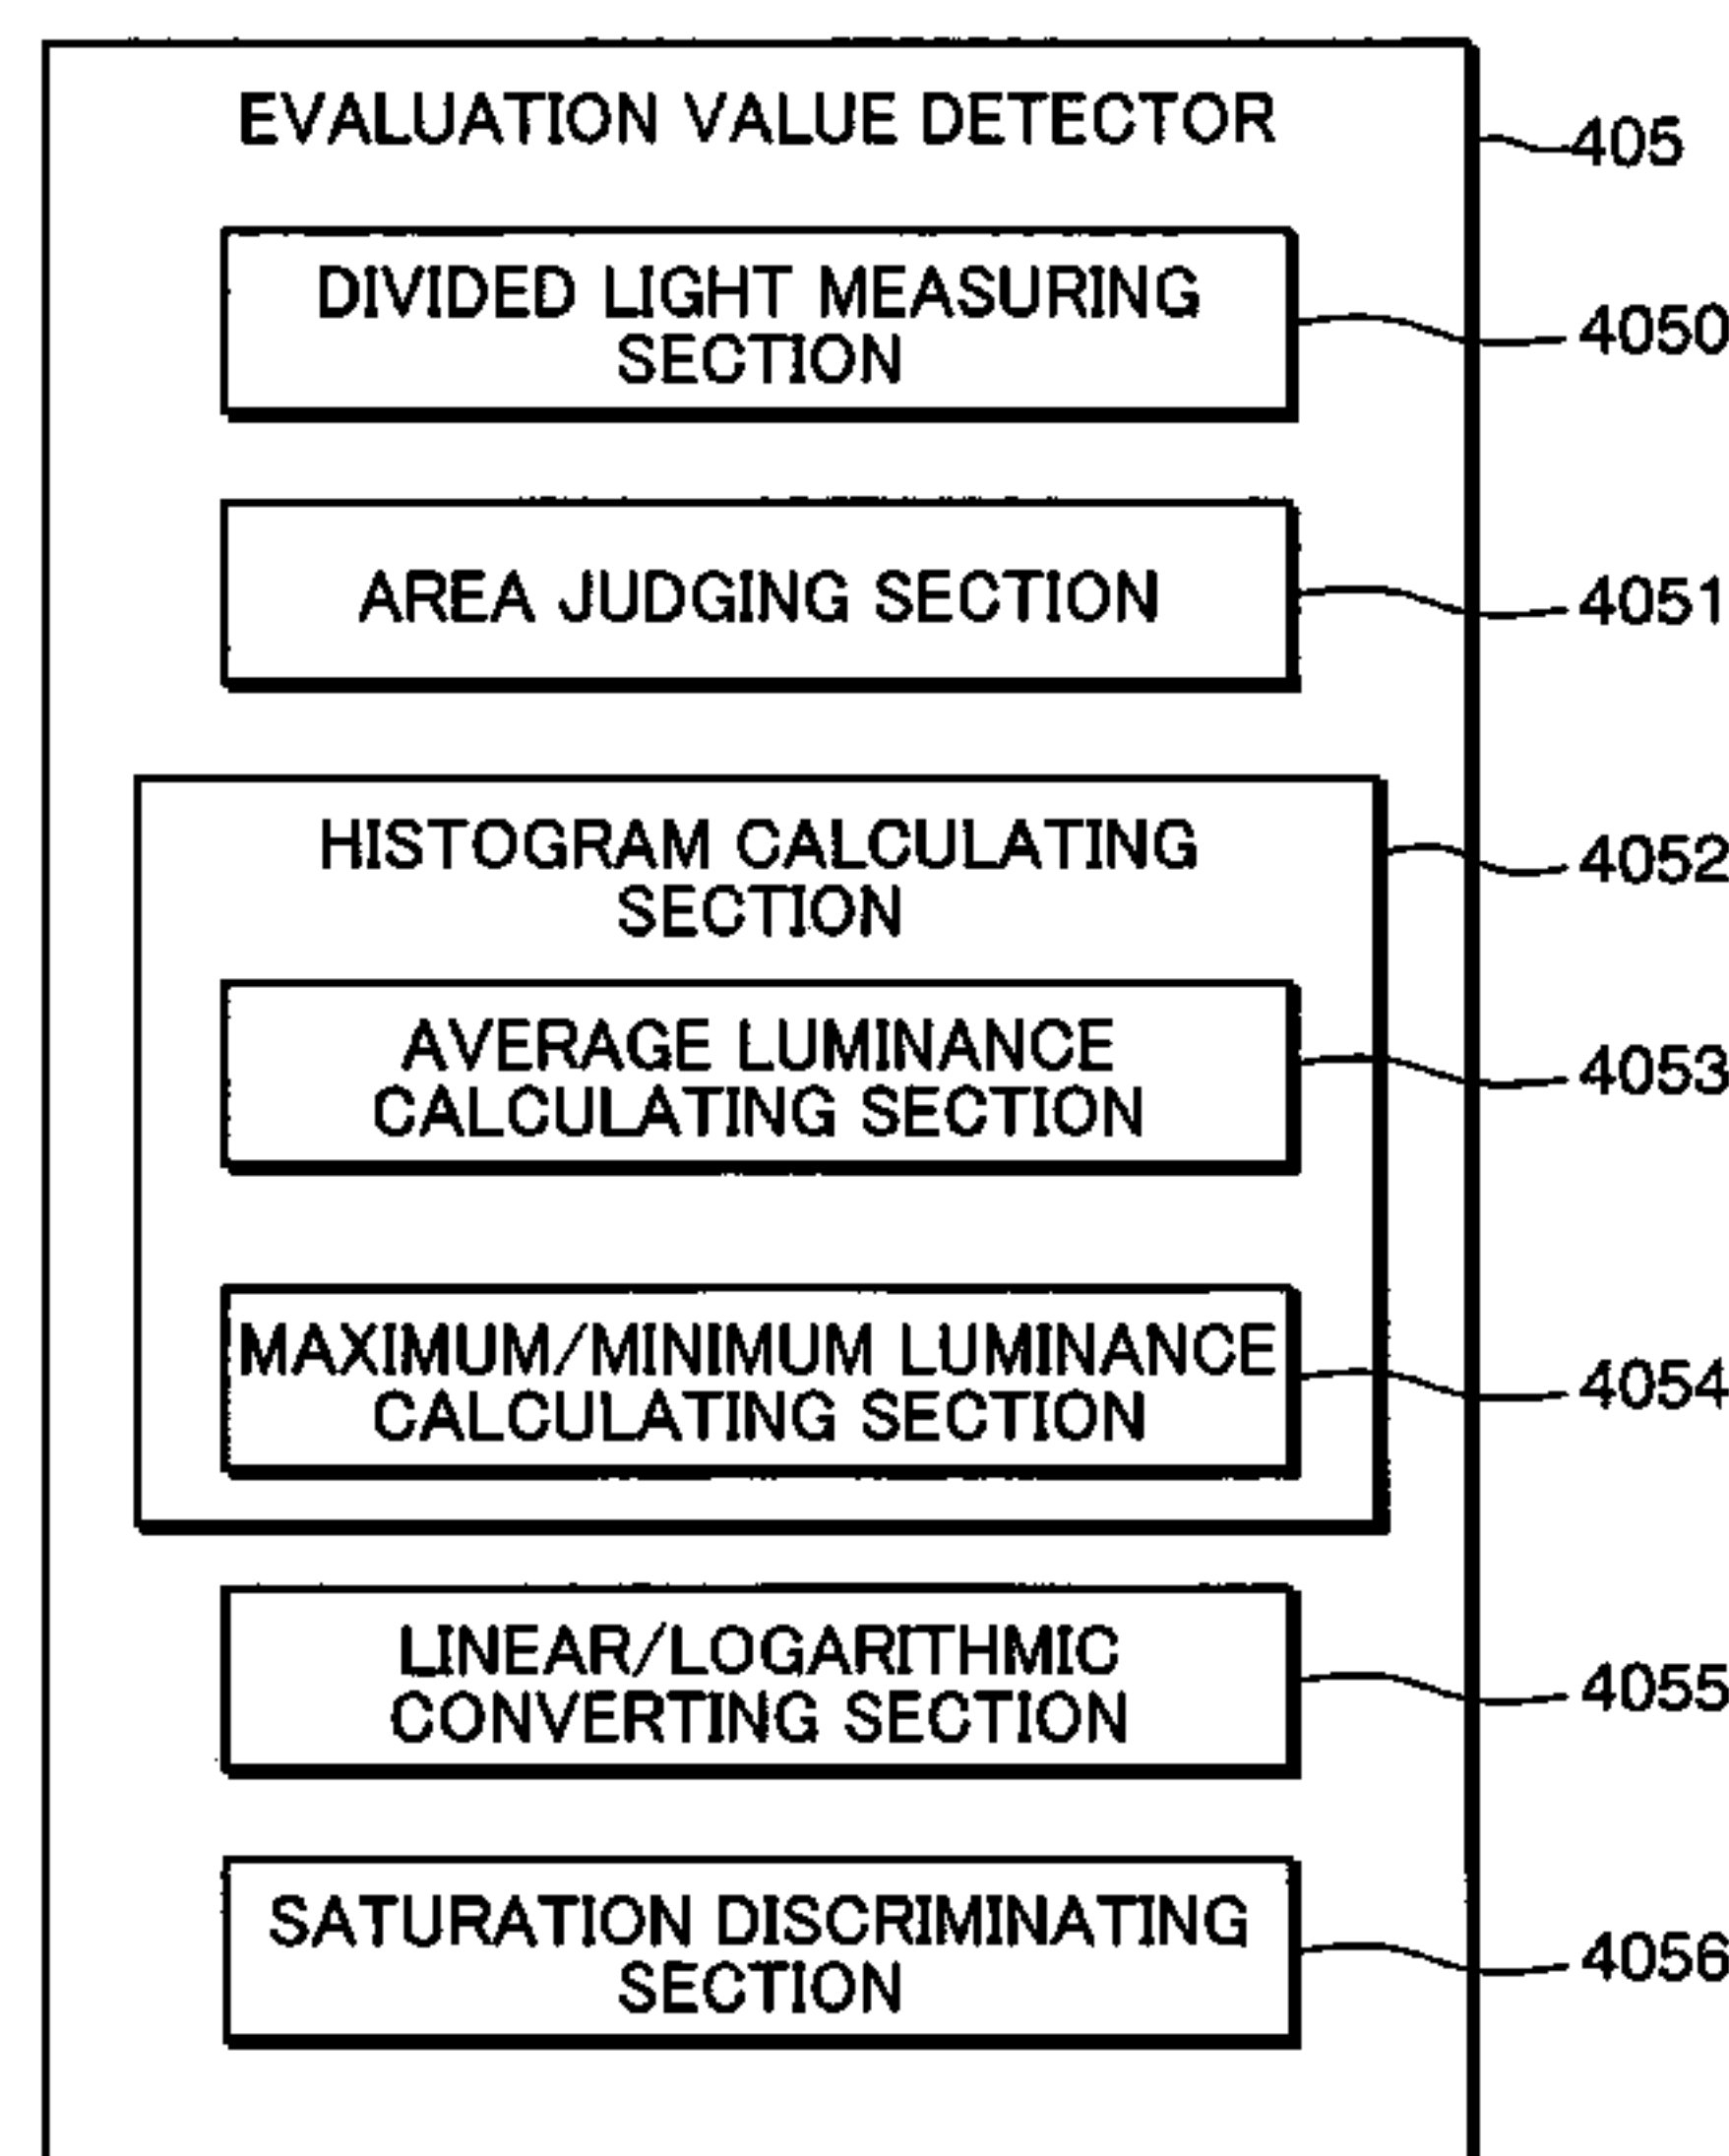 EVALUATION VALUE DETECTOR
405
DIVIDED LIGHT MEASURING
SECTION
4050
AREA JUDGING SECTION
4051
HISTOGRAM CALCULATING
SECTION
4052
AVERAGE LUMINANCE
CALCULATING SECTION
4053
MAXIMUM/MINIMUM LUMINANCE
CALCULATING SECTION
4054
LINEAR/LOGARITHMIC
CONVERTING SECTION
4055
SATURATION DISCRIMINATING
SECTION
4056